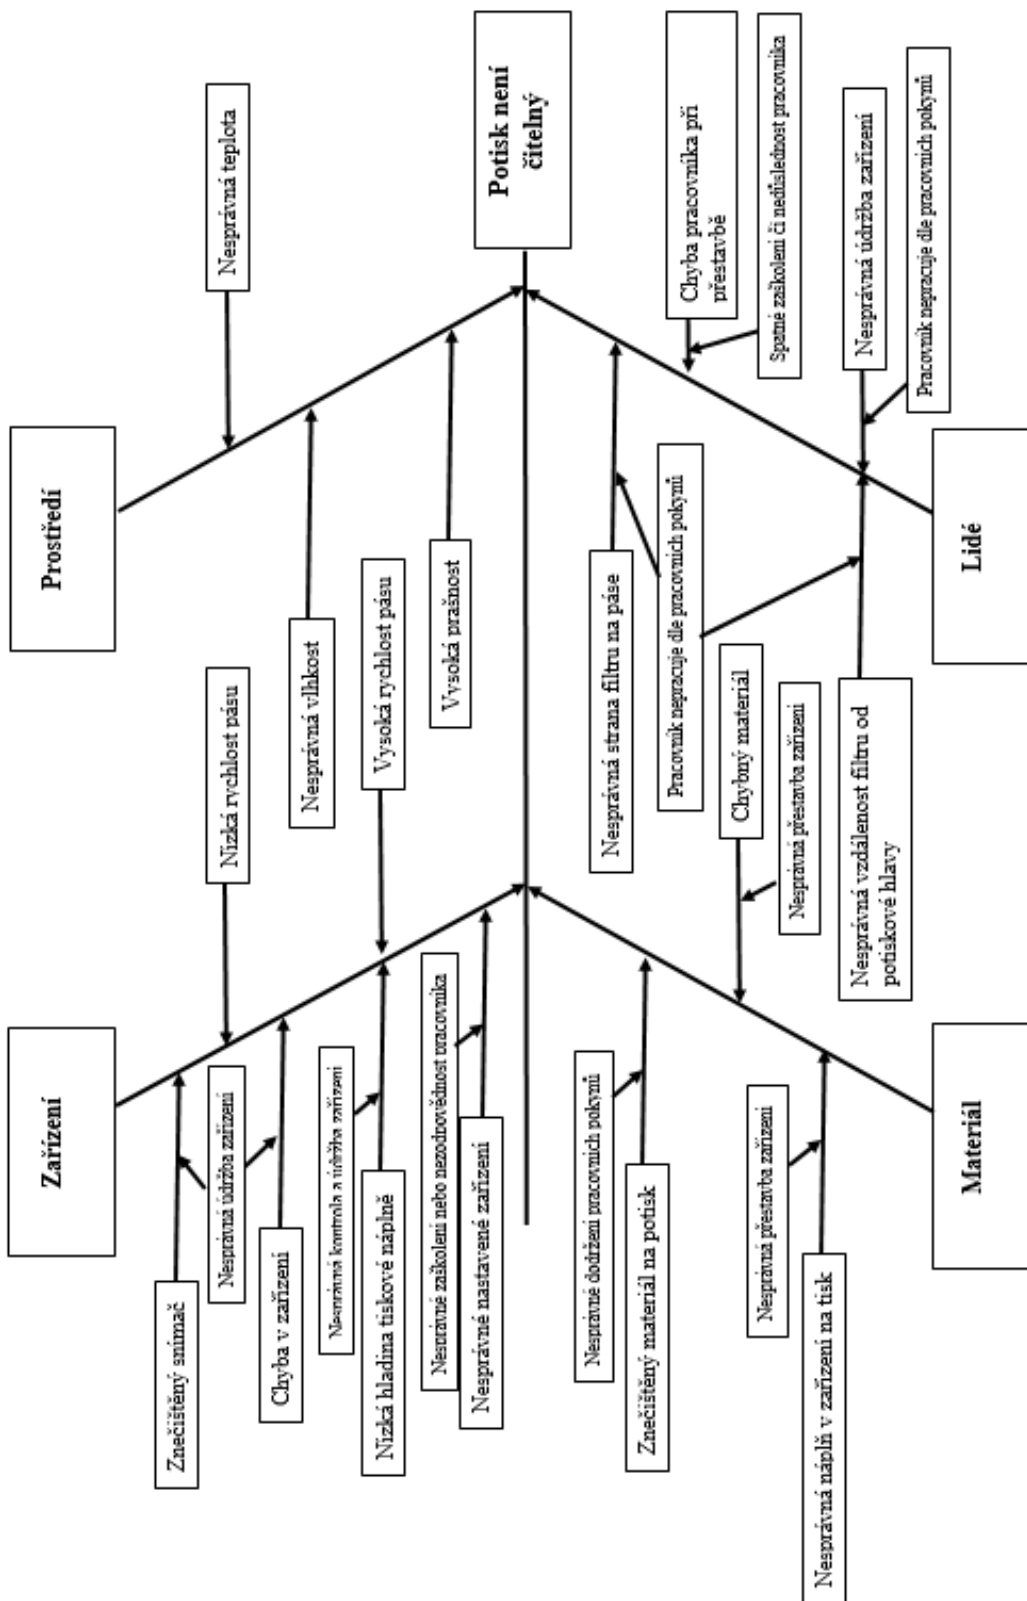 Zařízení
Prostředí
Znečištěný snímač
Nesprávná údržba zařízení
Nízká rychlost pásu
Nesprávná teplota
Chyba v zařízení
Nesprávná vlhkost
Nesprávná kontrola a údržba zařízení
Nízká hladina tiskové náplně
Vysoká rychlost pásu
Nesprávné zaškolení nebo nezodpovědnost pracovníka
Nesprávné nastavené zařízení
Vysoká prašnost
Potisk není
čitelný
Nesprávné dodržení pracovních pokynů
Znečištěný materiál na potisk
Nesprávná strana filtru na páse
Pracovník nepracuje dle pracovních pokynů
Chyba pracovníka při
přestavbě
Spatné zaškolení či nedůslednost pracovníka
Chybný materiál
Nesprávná přestavba zařízení
Nesprávná přestavba zařízení
Nesprávná náplň v zařízení na tisk
Nesprávná vzdálenost filtru od
potiskové hlavy
Nesprávná údržba zařízení
Pracovník nepracuje dle pracovních pokynů
Materiál
Lidé